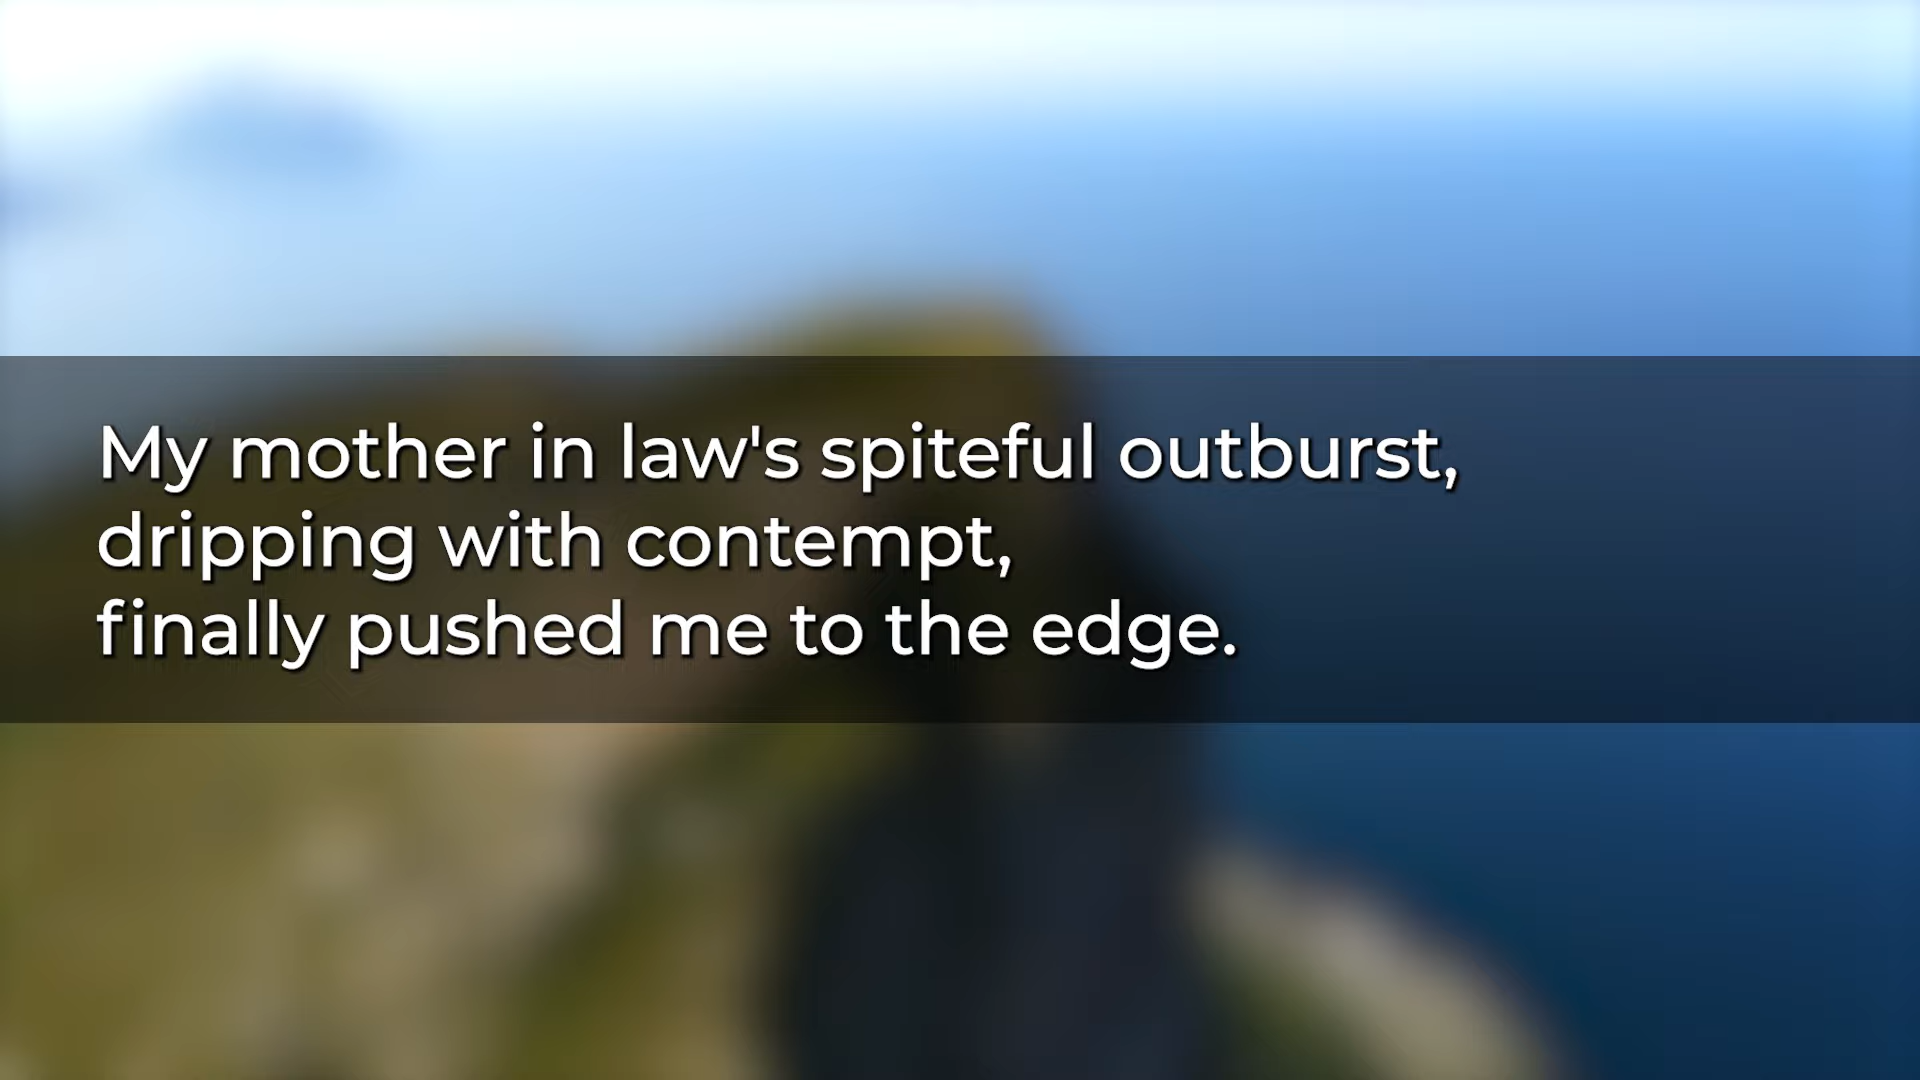 My mother in law's spiteful outburst,
dripping with contempt,
finally pushed me to the edge.